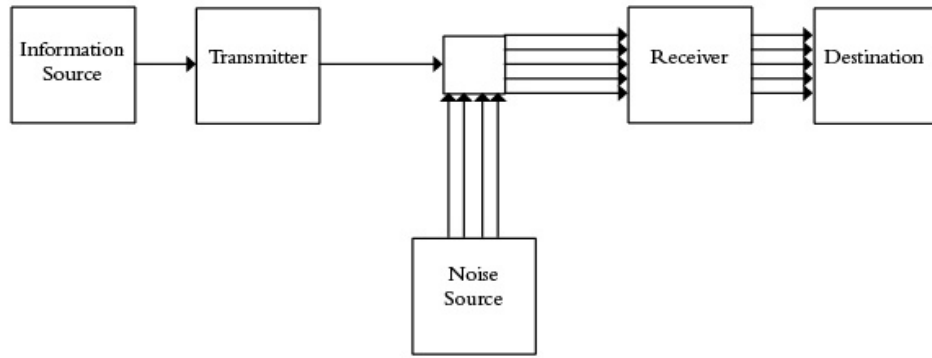 Information
Source
Transmitter
Receiver
Destination
Noise
Source